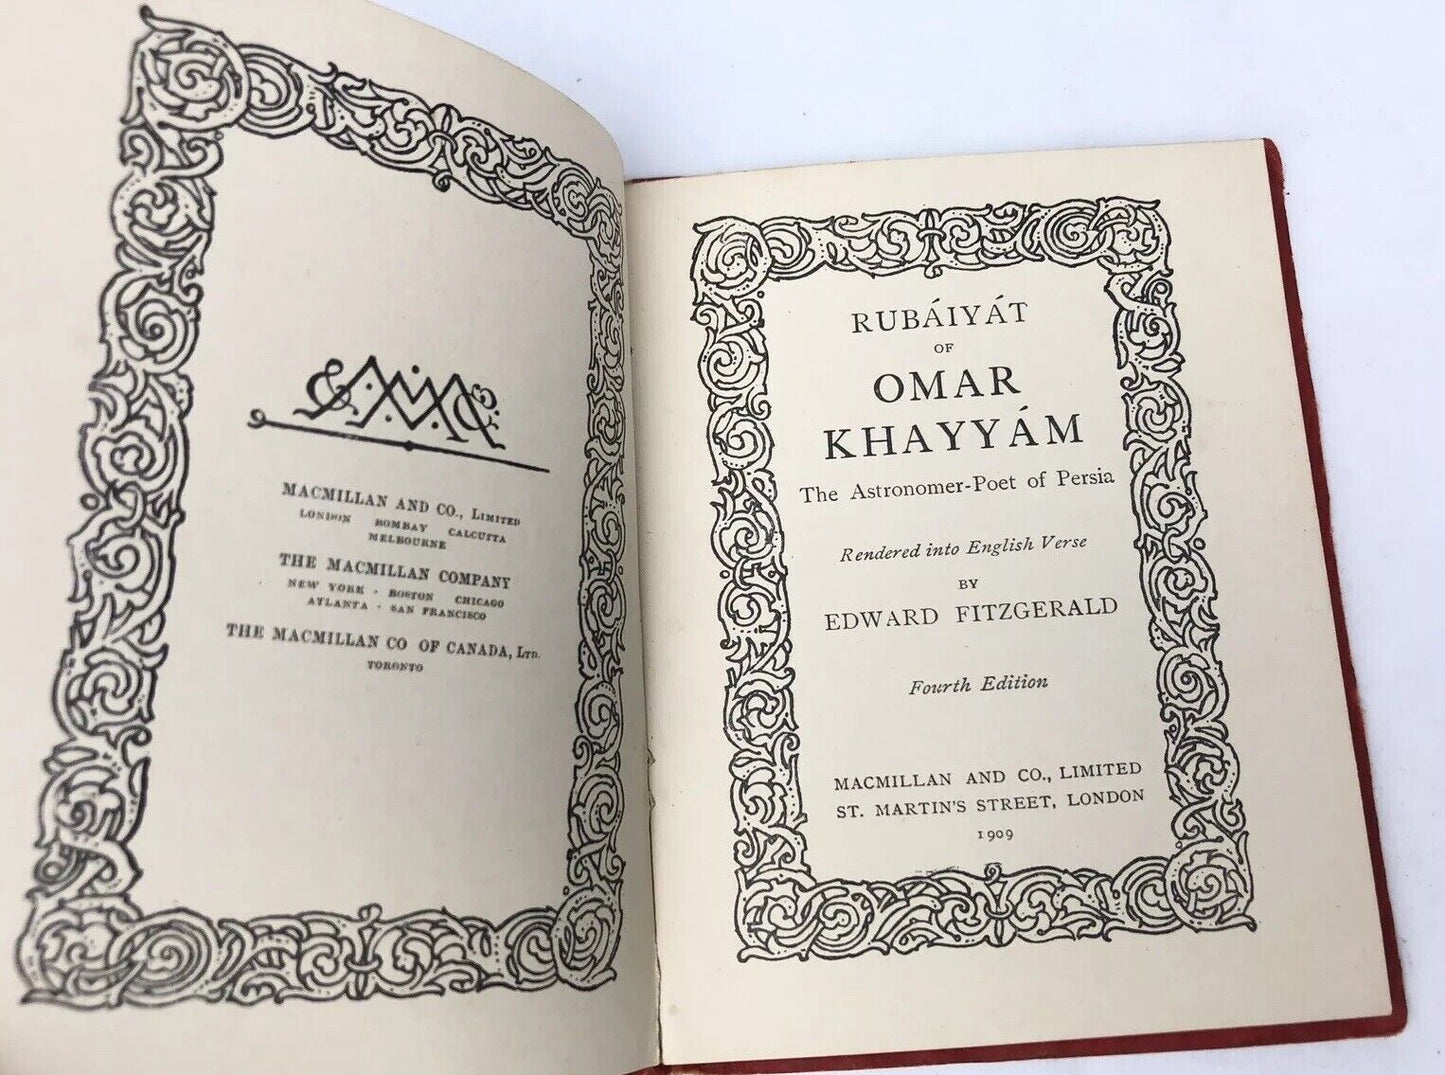 MACMILLAN AND CO., LIMITED
LONDON BOMBAY CALCUTTA
MELBOURNE
THE MACMILLAN COMPANY
NEW YORK · BOSTON CHICAGO
ATLANTA · SAN FRANCISCO
THE MACMILLAN CO OF CANADA, LTD.
TORONTO
RUBÁIYÁT
OF
OMAR
KHAYYÁM
The Astronomer-Poet of Persia
Rendered into English Verse
BY
EDWARD FITZGERALD
Fourth Edition
MACMILLAN AND CO., LIMITED
ST. MARTIN'S STREET, LONDON
1909